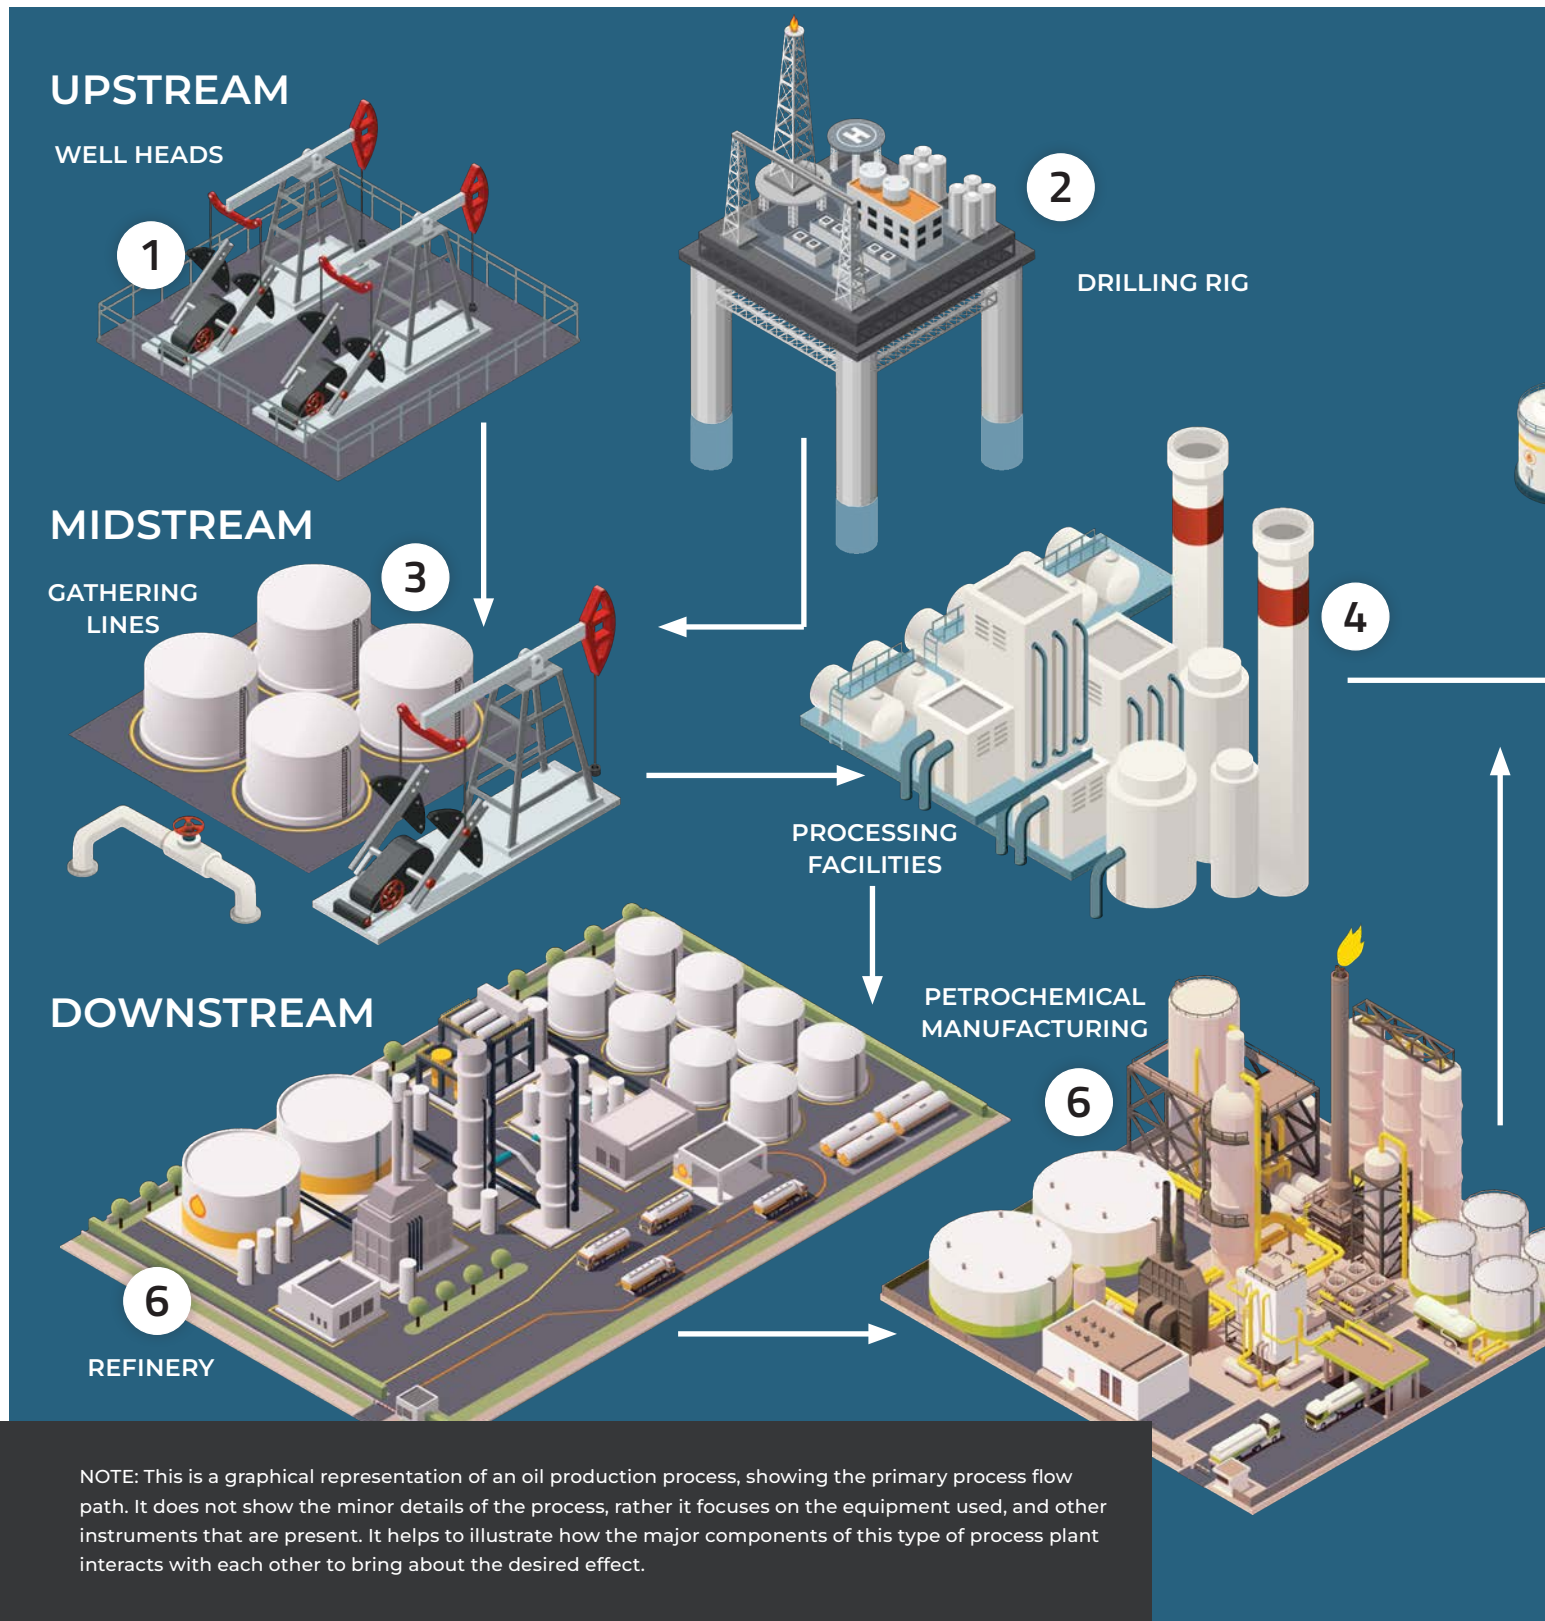 UPSTREAM
WELL HEADS
1
2
DRILLING RIG
MIDSTREAM
GATHERING
LINES
3
4
PROCESSING
FACILITIES
DOWNSTREAM
PETROCHEMICAL
MANUFACTURING
6
6
REFINERY
NOTE: This is a graphical representation of an oil production process, showing the primary process flow
path. It does not show the minor details of the process, rather it focuses on the equipment used, and other
instruments that are present. It helps to illustrate how the major components of this type of process plant
interacts with each other to bring about the desired effect.